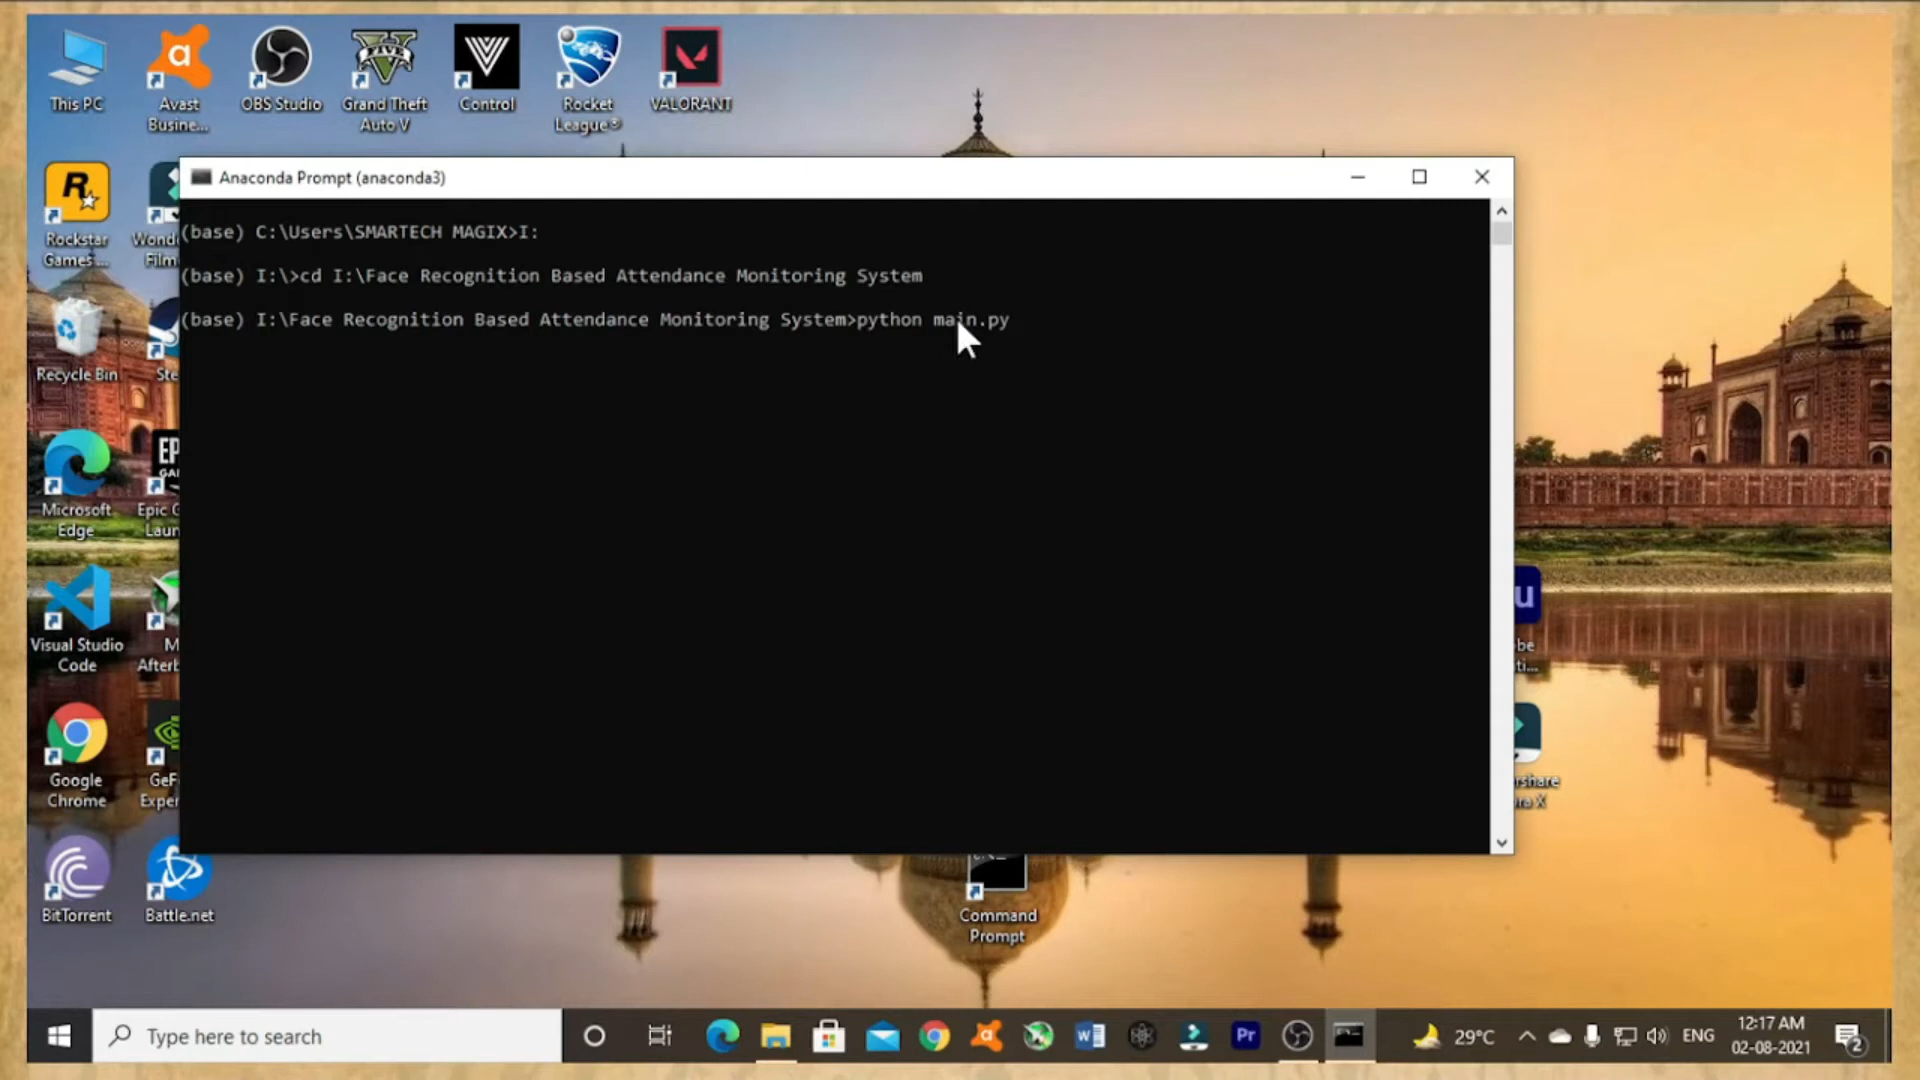 This PC
Avast
Busine...
OBS Studio
Grand Theft
Auto V
FIVE
Control
Rocket
League®
VALORANT
Rockstar
Games ...
Recycle Bin
Microsoft
Edge
Visual Studio
Code
Google
Chrome
BitTorrent
Battle.net
Anaconda Prompt (anaconda3)
(base) C:\Users\SMARTECH MAGIX>I:
(base) I:\>cd I:\Face Recognition Based Attendance Monitoring System
(base) I:\Face Recognition Based Attendance Monitoring System>python main.py
Command
Prompt
Type here to search
Pr
29°C
ENG
12:17 AM
02-08-2021
2